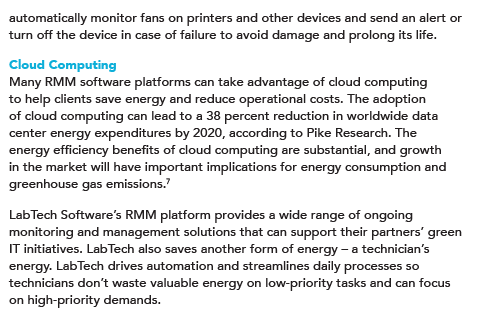 automatically monitor fans on printers and other devices and send an alert or
turn off the device in case of failure to avoid damage and prolong its life.
Cloud Computing
Many RMM software platforms can take advantage of cloud computing
to help clients save energy and reduce operational costs. The adoption
of cloud computing can lead to a 38 percent reduction in worldwide data
center energy expenditures by 2020, according to Pike Research. The
energy efficiency benefits of cloud computing are substantial, and growth
in the market will have important implications for energy consumption and
greenhouse gas emissions.⁷
LabTech Software’s RMM platform provides a wide range of ongoing
monitoring and management solutions that can support their partners’ green
IT initiatives. LabTech also saves another form of energy – a technician’s
energy. LabTech drives automation and streamlines daily processes so
technicians don’t waste valuable energy on low-priority tasks and can focus
on high-priority demands.